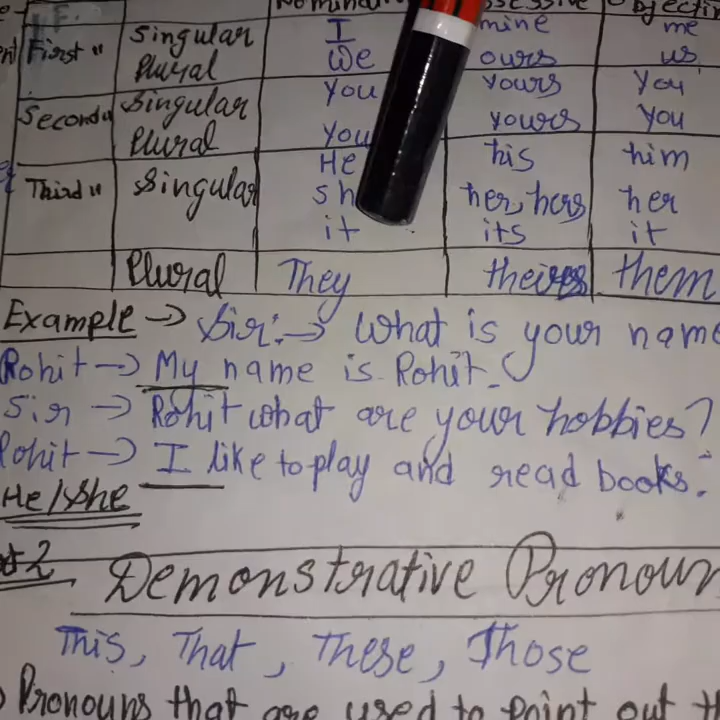 First " Singular I mine me
Plural We ours us
Second " Singular You yours You
Plural You yours You
Third " Singular He his him
sh her, hers her
it its it
Plural They theirs them
Example → Sir:→ What is your name
Rohit → My name is Rohit.
Sir → Rohit what are your hobbies?
Rohit → I like to play and read books.
He/She
Demonstrative Pronoun
This, That, These, Those
Pronouns that are used to point out